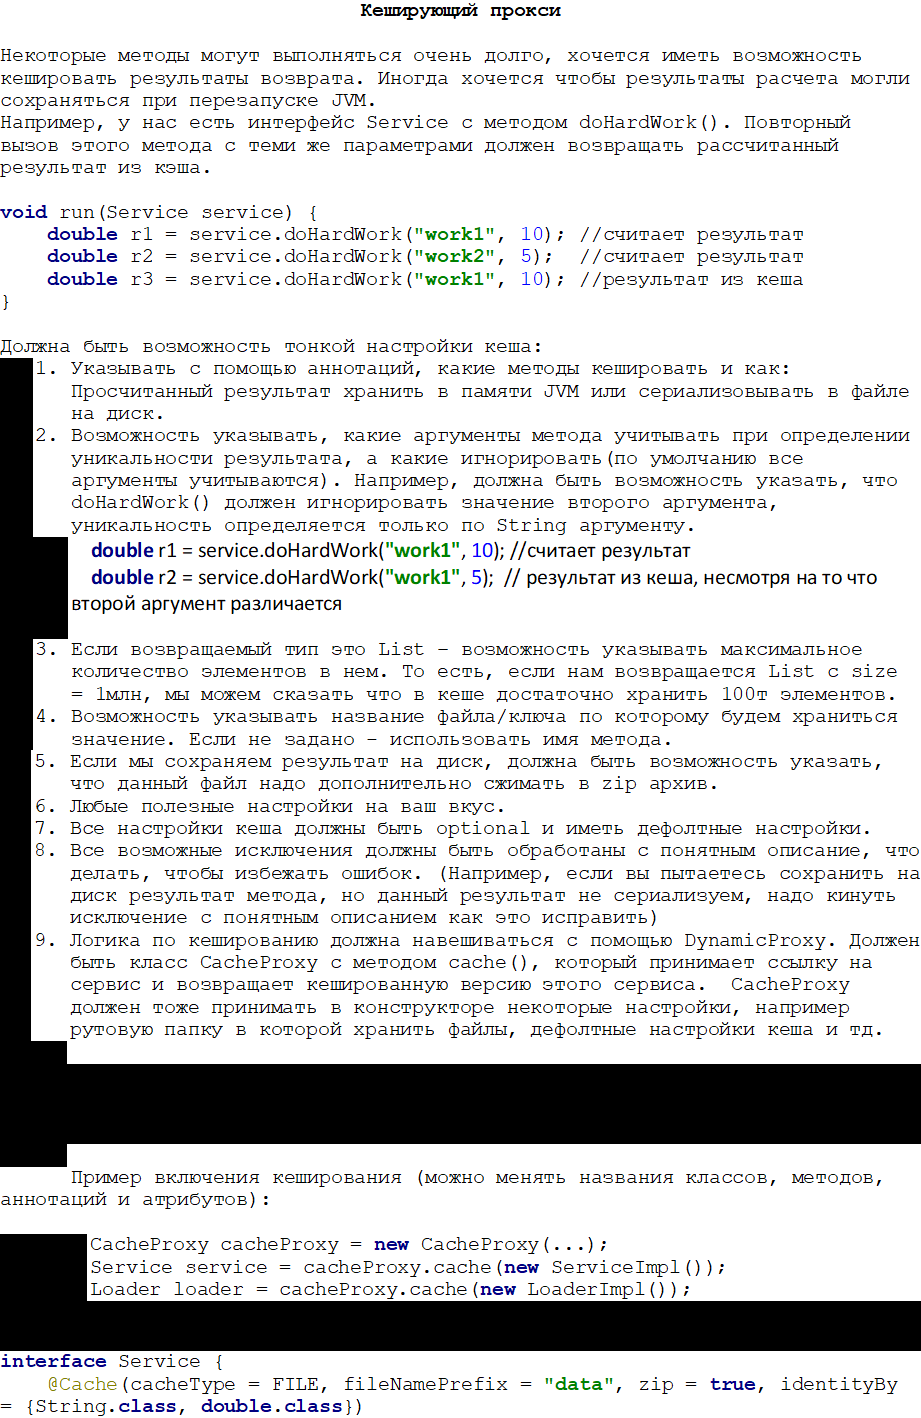 Кеширующий прокси
Некоторые методы могут выполняться очень долго, хочется иметь возможность
кешировать результаты возврата. Иногда хочется чтобы результаты расчета могли
сохраняться при перезапуске JVM.
Например, у нас есть интерфейс Service с методом doHardWork(). Повторный
вызов этого метода с теми же параметрами должен возвращать рассчитанный
результат из кэша.
void run(Service service) {
    double r1 = service.doHardWork("work1", 10); //считает результат
    double r2 = service.doHardWork("work2", 5);  //считает результат
    double r3 = service.doHardWork("work1", 10); //результат из кеша
}
Должна быть возможность тонкой настройки кеша:
1. Указывать с помощью аннотаций, какие методы кешировать и как:
Просчитанный результат хранить в памяти JVM или сериализовывать в файле
на диск.
2. Возможность указывать, какие аргументы метода учитывать при определении
уникальности результата, а какие игнорировать(по умолчанию все
аргументы учитываются). Например, должна быть возможность указать, что
doHardWork() должен игнорировать значение второго аргумента,
уникальность определяется только по String аргументу.
double r1 = service.doHardWork("work1", 10); //считает результат
double r2 = service.doHardWork("work1", 5);  // результат из кеша, несмотря на то что
второй аргумент различается
3. Если возвращаемый тип это List – возможность указывать максимальное
количество элементов в нем. То есть, если нам возвращается List с size
= 1млн, мы можем сказать что в кеше достаточно хранить 100т элементов.
4. Возможность указывать название файла/ключа по которому будем храниться
значение. Если не задано - использовать имя метода.
5. Если мы сохраняем результат на диск, должна быть возможность указать,
что данный файл надо дополнительно сжимать в zip архив.
6. Любые полезные настройки на ваш вкус.
7. Все настройки кеша должны быть optional и иметь дефолтные настройки.
8. Все возможные исключения должны быть обработаны с понятным описание, что
делать, чтобы избежать ошибок. (Например, если вы пытаетесь сохранить на
диск результат метода, но данный результат не сериализуем, надо кинуть
исключение с понятным описанием как это исправить)
9. Логика по кешированию должна навешиваться с помощью DynamicProxy. Должен
быть класс CacheProxy с методом cache(), который принимает ссылку на
сервис и возвращает кешированную версию этого сервиса.  CacheProxy
должен тоже принимать в конструкторе некоторые настройки, например
рутовую папку в которой хранить файлы, дефолтные настройки кеша и тд.
Пример включения кеширования (можно менять названия классов, методов,
аннотаций и атрибутов):
CacheProxy cacheProxy = new CacheProxy(...);
Service service = cacheProxy.cache(new ServiceImpl());
Loader loader = cacheProxy.cache(new LoaderImpl());
interface Service {
    @Cache(cacheType = FILE, fileNamePrefix = "data", zip = true, identityBy
= {String.class, double.class})